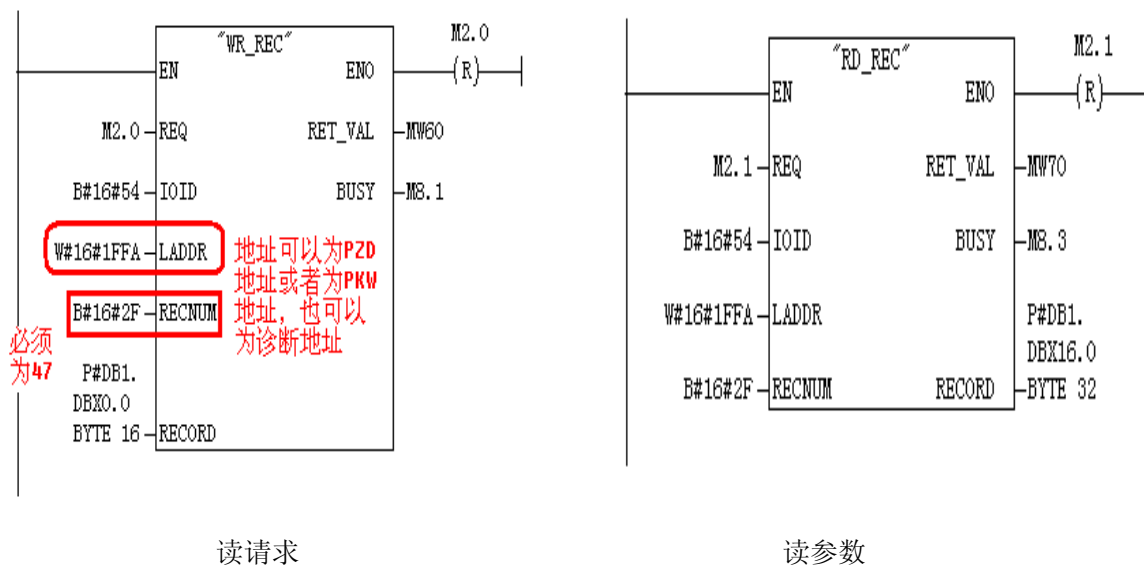 "WR_REC"
M2.0
EN
ENO
(R)
M2.0
REQ
RET_VAL
MW60
B#16#54
IOID
BUSY
M8.1
W#16#1FFA
LADDR
地址可以为PZD
地址或者为PKW
地址，也可以
为诊断地址
B#16#2F
RECNUM
必须
为47
P#DB1.
DBX0.0
BYTE 16
RECORD
读请求
"RD_REC"
M2.1
EN
ENO
(R)
M2.1
REQ
RET_VAL
MW70
B#16#54
IOID
BUSY
M8.3
W#16#1FFA
LADDR
P#DB1.
DBX16.0
B#16#2F
RECNUM
RECORD
BYTE 32
读参数